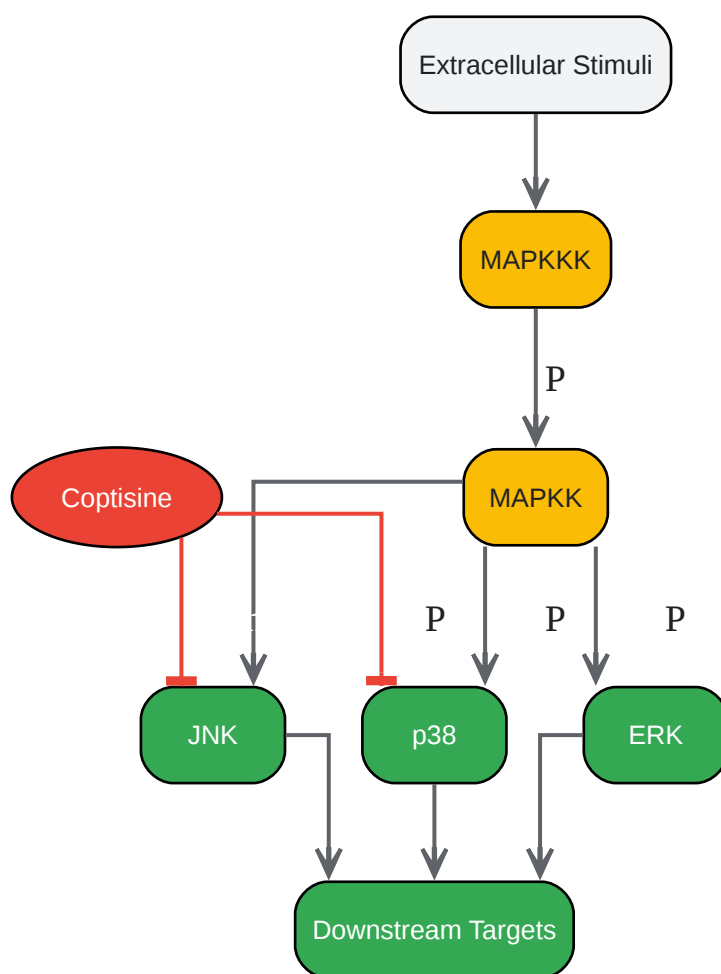 Extracellular Stimuli
MAPKKK
P
Coptisine
MAPKK
P
P
P
JNK
p38
ERK
Downstream Targets